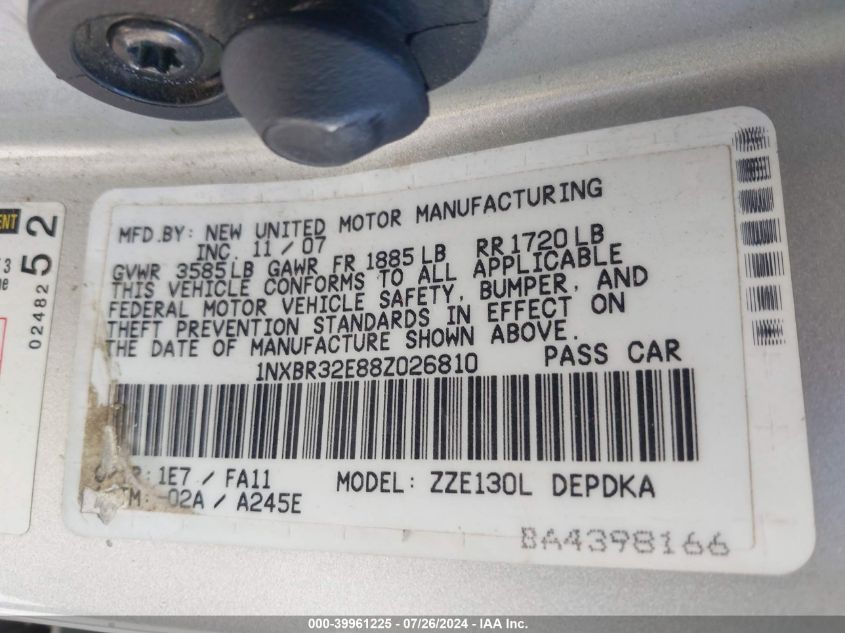 MFD.BY: NEW UNITED MOTOR MANUFACTURING
INC. 11 / 07
GVWR 3585LB GAWR FR 1885LB RR1720LB
THIS VEHICLE CONFORMS TO ALL APPLICABLE
FEDERAL MOTOR VEHICLE SAFETY, BUMPER, AND
THEFT PREVENTION STANDARDS IN EFFECT ON
THE DATE OF MANUFACTURE SHOWN ABOVE.
1NXBR32E88Z026810 PASS CAR
:1E7 / FA11 MODEL: ZZE130L DEPDKA
-02A / A245E
BA4398166
02482 52
000-39961225 - 07/26/2024 - IAA Inc.